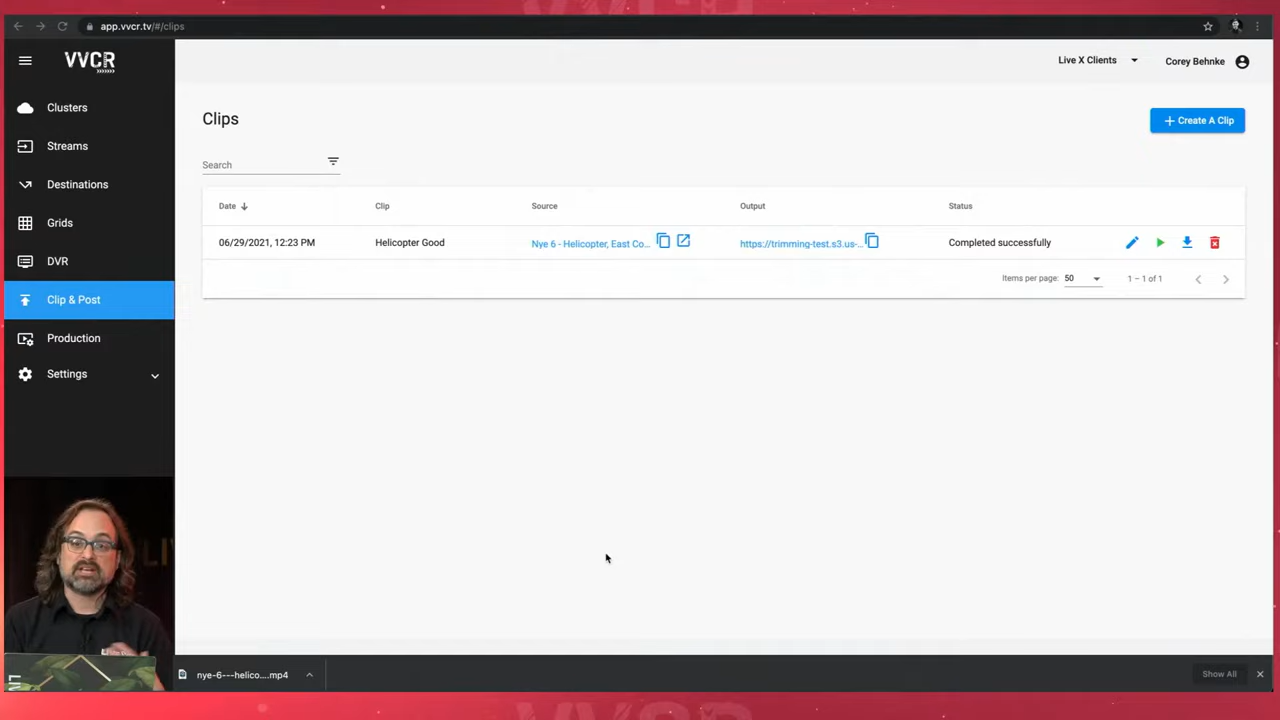 app.vvcr.tv/#/clips
VVCR
Live X Clients
Corey Behnke
Clusters
Streams
Destinations
Grids
DVR
Clip & Post
Production
Settings
Clips
+ Create A Clip
Search
Date Clip Source Output Status
06/29/2021, 12:23 PM Helicopter Good Nye 6 - Helicopter, East Co... https://trimming-test.s3.us-... Completed successfully
Items per page: 50 1 – 1 of 1
nye-6---helico....mp4
Show All
VVCR